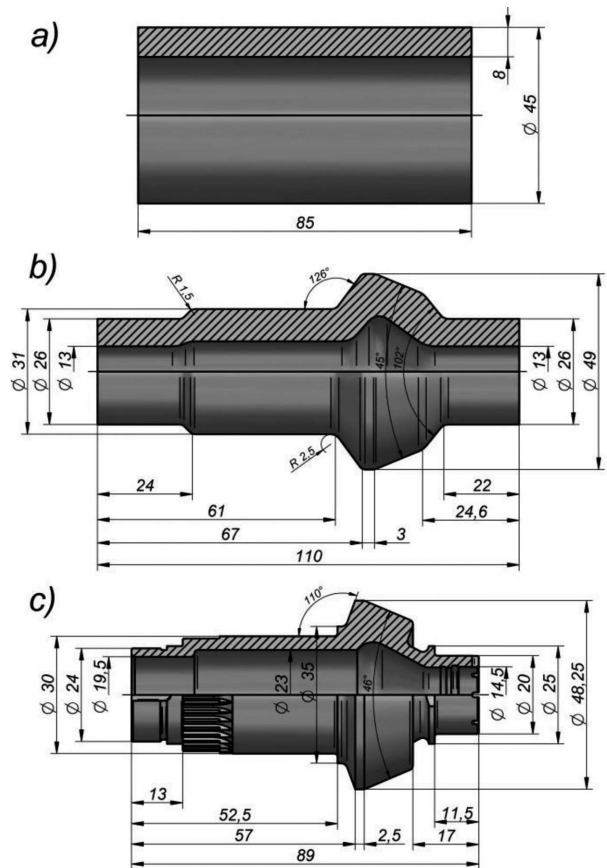 a)
8
Ø 45
85
b)
R 1,5
126°
Ø 31
Ø 26
Ø 13
45°
102°
Ø 13
Ø 26
Ø 49
R 2,5
24
22
61
24,6
67
3
110
c)
110°
Ø 30
Ø 24
Ø 19,5
Ø 23
Ø 35
46°
Ø 14,5
Ø 20
Ø 25
Ø 48,25
13
11,5
52,5
57
2,5
17
89